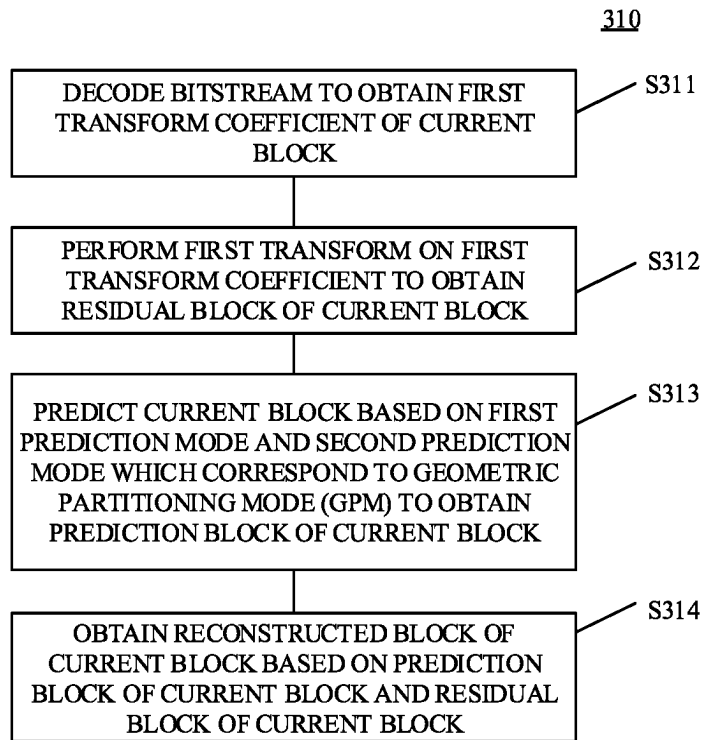 310
DECODE BITSTREAM TO OBTAIN FIRST
TRANSFORM COEFFICIENT OF CURRENT
BLOCK
S311
PERFORM FIRST TRANSFORM ON FIRST
TRANSFORM COEFFICIENT TO OBTAIN
RESIDUAL BLOCK OF CURRENT BLOCK
S312
PREDICT CURRENT BLOCK BASED ON FIRST
PREDICTION MODE AND SECOND PREDICTION
MODE WHICH CORRESPOND TO GEOMETRIC
PARTITIONING MODE (GPM) TO OBTAIN
PREDICTION BLOCK OF CURRENT BLOCK
S313
OBTAIN RECONSTRUCTED BLOCK OF
CURRENT BLOCK BASED ON PREDICTION
BLOCK OF CURRENT BLOCK AND RESIDUAL
BLOCK OF CURRENT BLOCK
S314